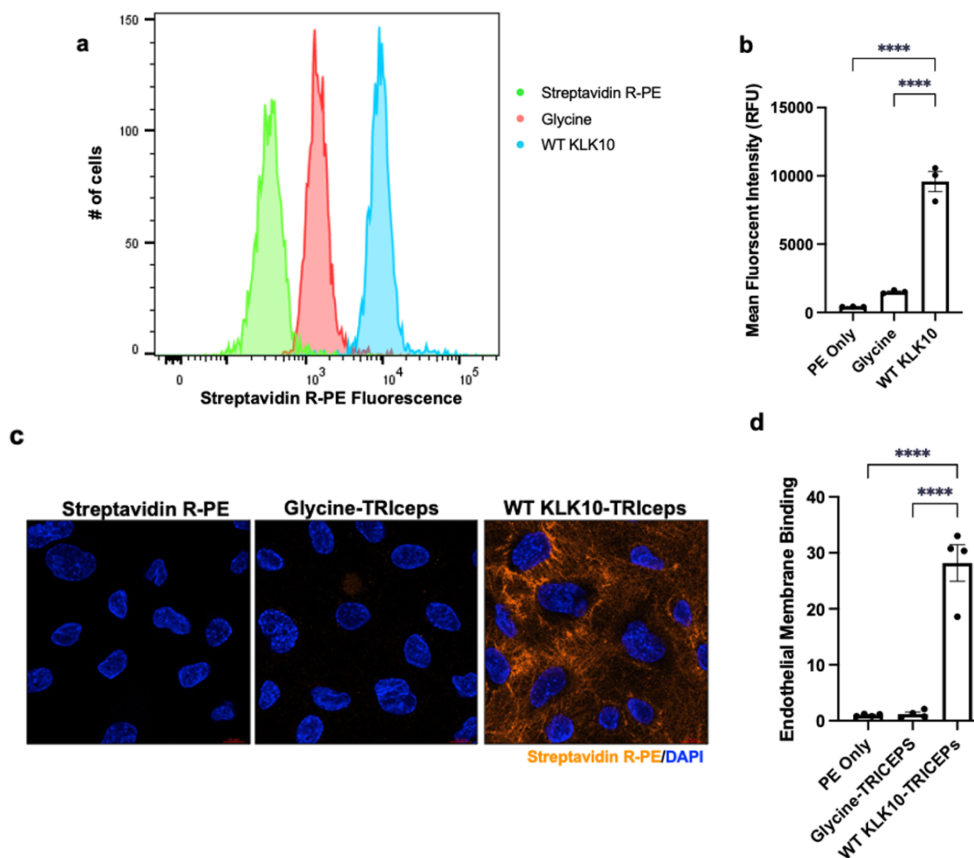 a
150
100
50
0
# of cells
0
10³
10⁴
10⁵
Streptavidin R-PE Fluorescence
Streptavidin R-PE
Glycine
WT KLK10
b
****
****
15000
10000
5000
0
Mean Fluorscent Intensity (RFU)
PE Only
Glycine
WT KLK10
c
Streptavidin R-PE
Glycine-TRIceps
WT KLK10-TRIceps
Streptavidin R-PE/DAPI
d
****
****
40
30
20
10
0
Endothelial Membrane Binding
PE Only
Glycine-TRICEPS
WT KLK10-TRICEPs